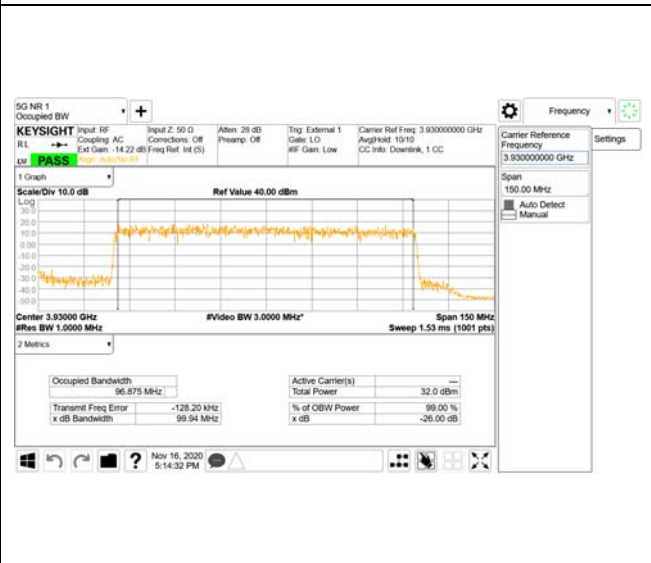 5G NR 1
Occupied BW
Frequency
KEYSIGHT
RL
PASS
Input: RF
Coupling: AC
Ext Gain: -14.22 dB
Align: Auto/No RF
Input Z: 50 Ω
Corrections: Off
Freq Ref: Int (S)
Atten: 28 dB
Preamp: Off
Trig: External 1
Gate: LO
#IF Gain: Low
Carrier Ref Freq: 3.930000000 GHz
Avg|Hold: 10/10
CC Info: Downlink, 1 CC
Carrier Reference
Frequency
3.930000000 GHz
Settings
Span
150.00 MHz
Auto Detect
Manual
1 Graph
Scale/Div 10.0 dB
Ref Value 40.00 dBm
Log
30.0
20.0
10.0
0.00
-10.0
-20.0
-30.0
-40.0
-50.0
Center 3.93000 GHz
#Video BW 3.0000 MHz*
Span 150 MHz
#Res BW 1.0000 MHz
Sweep 1.53 ms (1001 pts)
2 Metrics
Occupied Bandwidth
96.875 MHz
Active Carrier(s)
---
Total Power
32.0 dBm
Transmit Freq Error
-128.20 kHz
% of OBW Power
99.00 %
x dB Bandwidth
99.94 MHz
x dB
-26.00 dB
?
Nov 16, 2020
5:14:32 PM